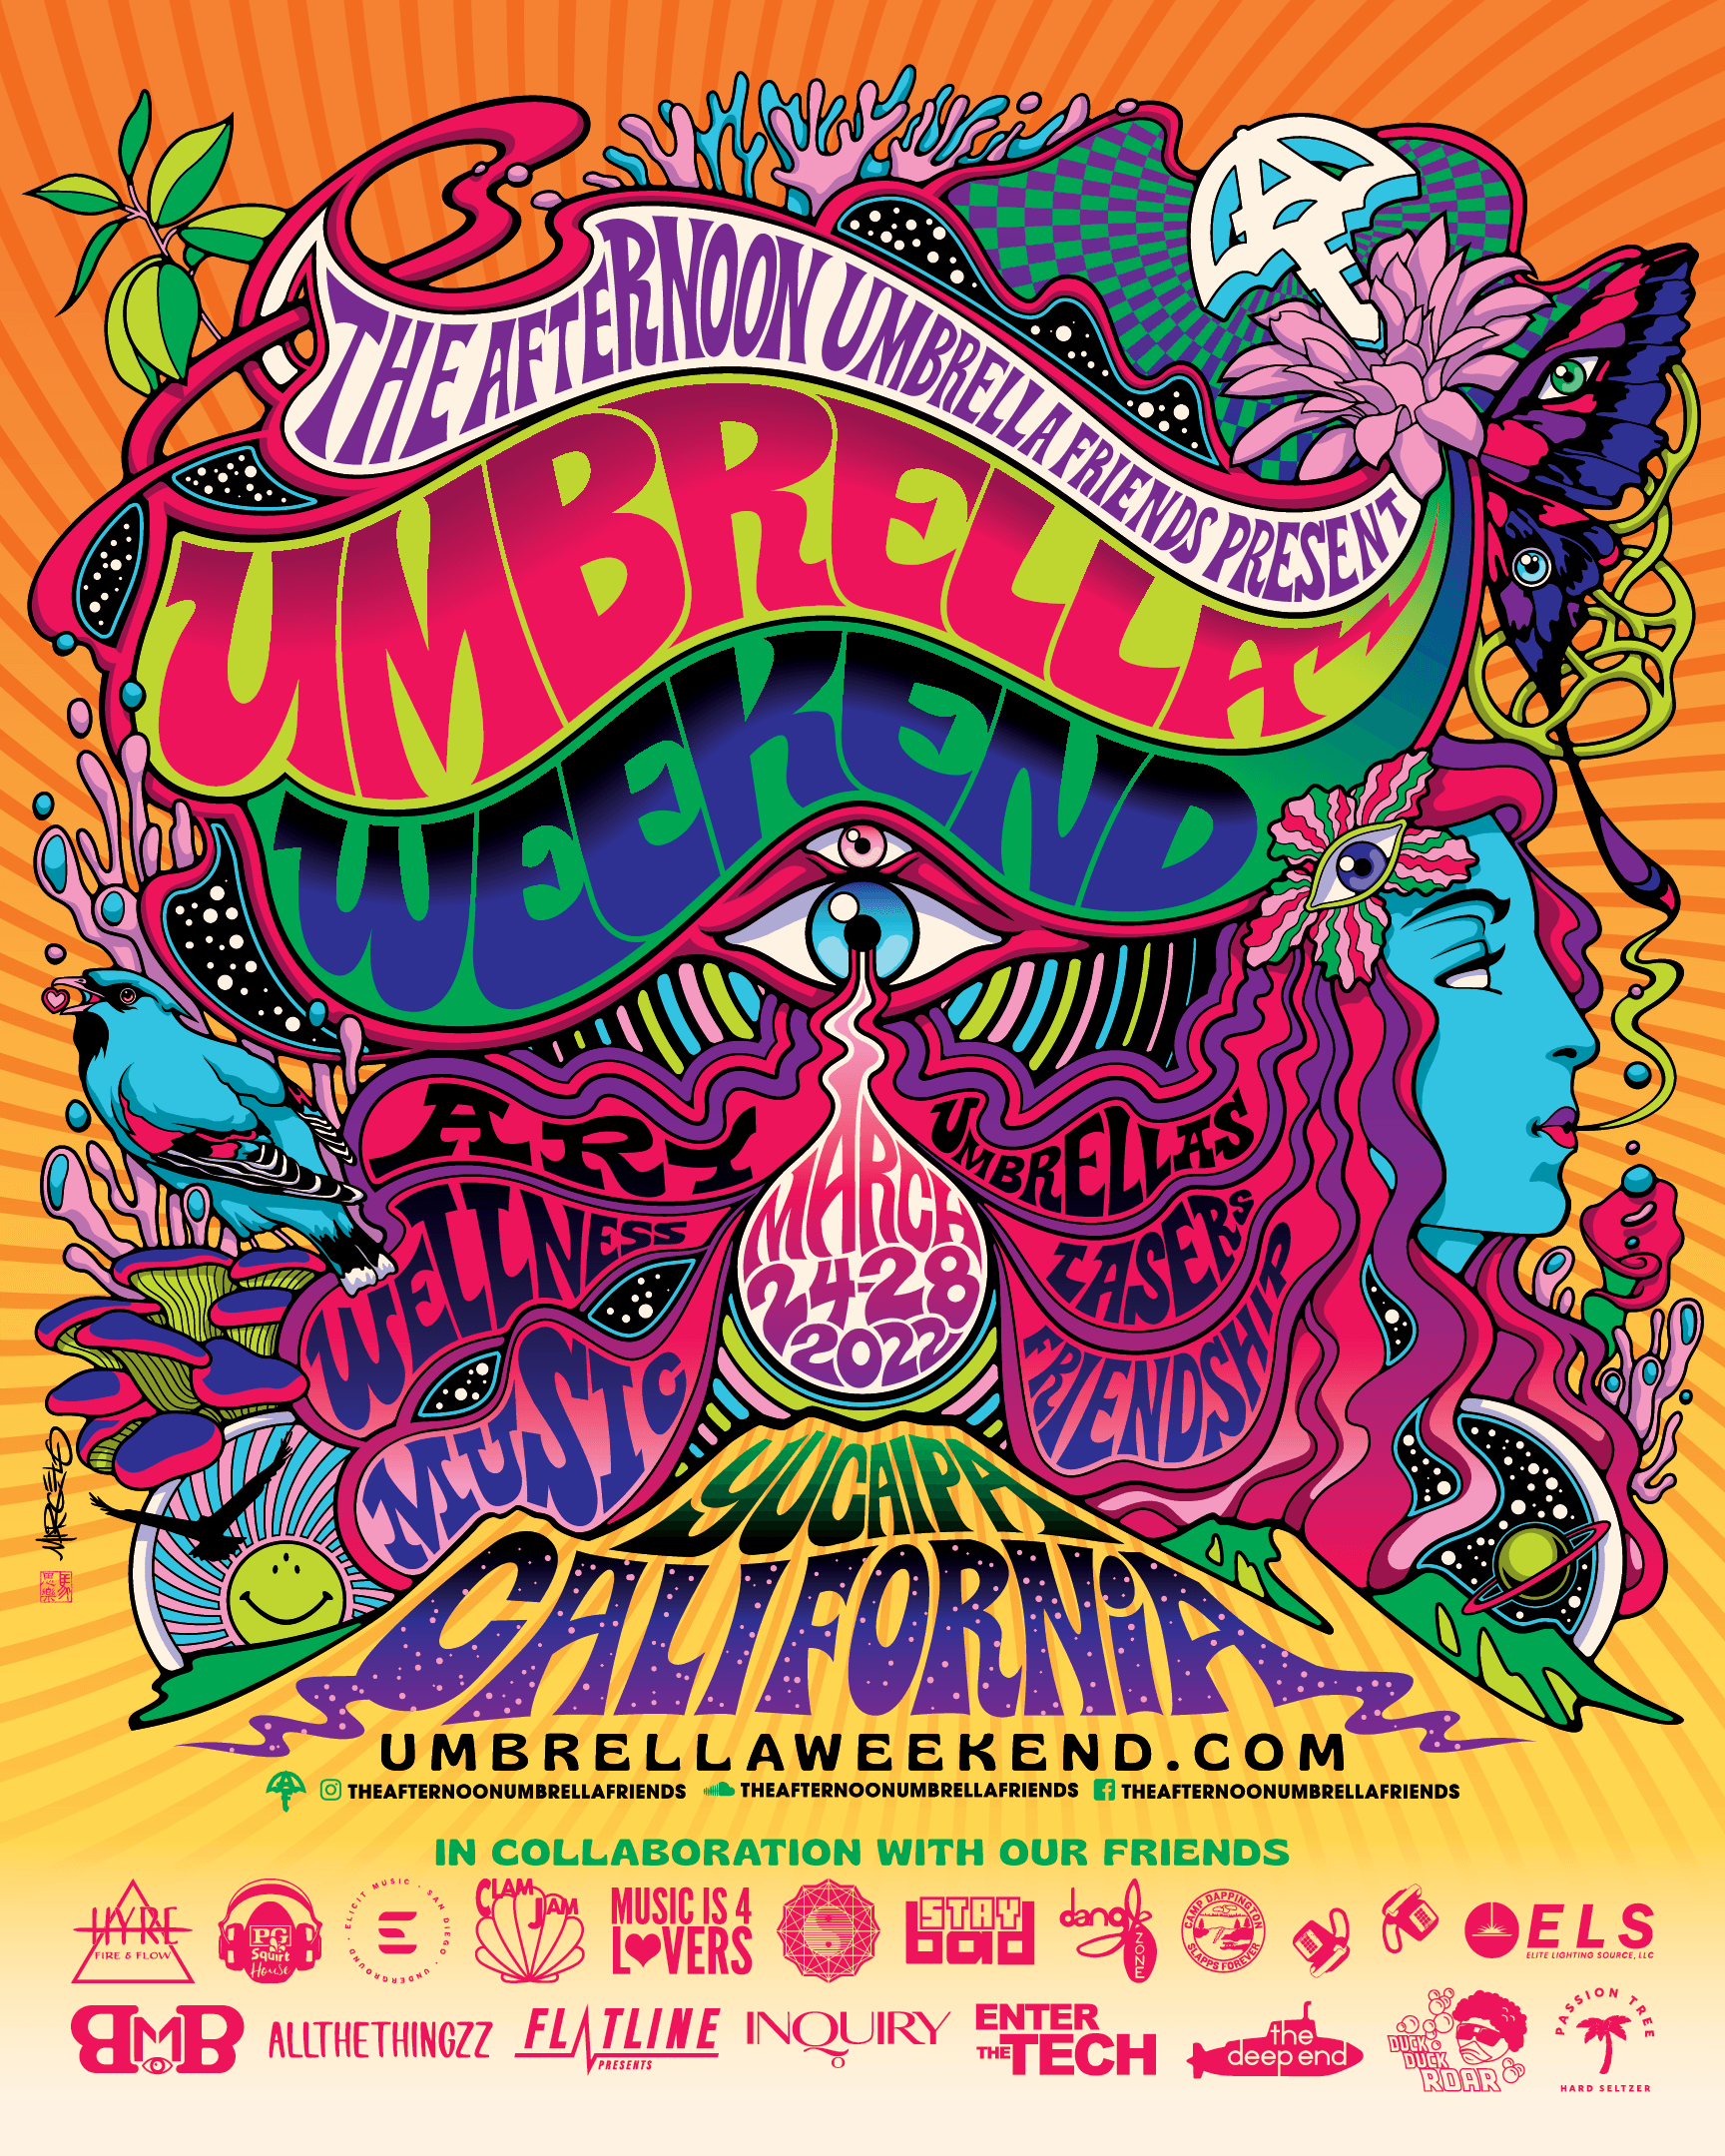 THE AFTERNOON UMBRELLA FRIENDS PRESENT
UMBRELLA
WEEKEND
ARY
WELLNESS
MUSIC
UMBRELLAS
LASERS
FRIENDSHIP
MARCH
24-28
2022
YUCAIPA
CALIFORNIA
MARCELO
UMBRELLAWEEKEND.COM
THEAFTERNOONUMBRELLAFRIENDS THEAFTERNOONUMBRELLAFRIENDS THEAFTERNOONUMBRELLAFRIENDS
IN COLLABORATION WITH OUR FRIENDS
HYRE
FIRE & FLOW
PG
Squirt
House
ELICIT MUSIC · SAN DIEGO · UNDERGROUND ·
CLAM
JAM
MUSIC IS 4
L♥VERS
STAY
bad
dangle
ZONE
CAMP DAPPINGTON
SLAPPS FOREVER
ELS
ELITE LIGHTING SOURCE, LLC
BMB
ALLTHETHINGZZ
FLATLINE
PRESENTS
INQUIRY
ENTER
THE TECH
the
deep end
DUCK
DUCK
ROAR
PASSION TREE
HARD SELTZER